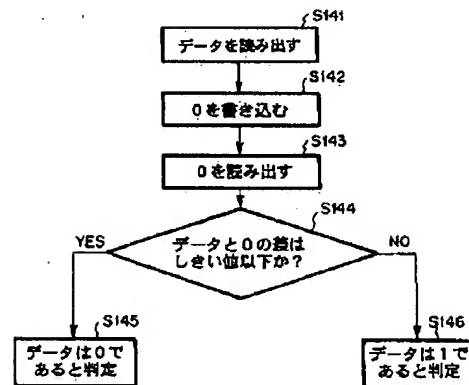 S141
データを読み出す
S142
0を書き込む
S143
0を読み出す
S144
データと0の差は
しきい値以下か？
YES
NO
S145
データは0で
あると判定
S146
データは1で
あると判定